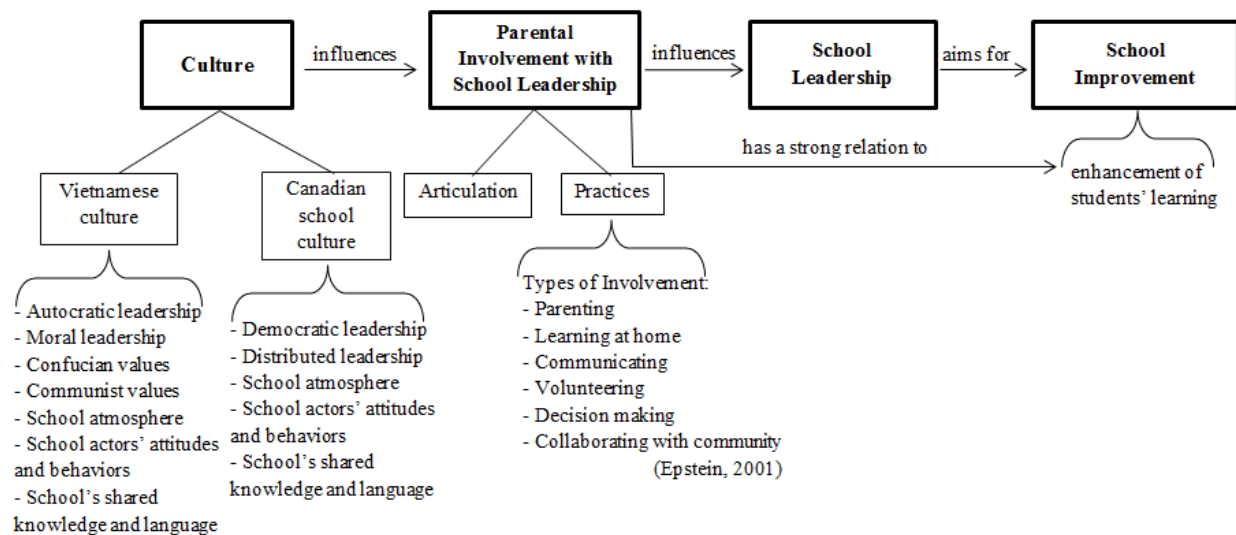 Culture
influences
Parental
Involvement with
School Leadership
influences
School
Leadership
aims for
School
Improvement
has a strong relation to
enhancement of
students’ learning
Vietnamese
culture
Canadian
school
culture
Articulation
Practices
- Autocratic leadership
- Moral leadership
- Confucian values
- Communist values
- School atmosphere
- School actors’ attitudes
and behaviors
- School’s shared
knowledge and language
- Democratic leadership
- Distributed leadership
- School atmosphere
- School actors’ attitudes
and behaviors
- School’s shared
knowledge and language
Types of Involvement:
- Parenting
- Learning at home
- Communicating
- Volunteering
- Decision making
- Collaborating with community
(Epstein, 2001)